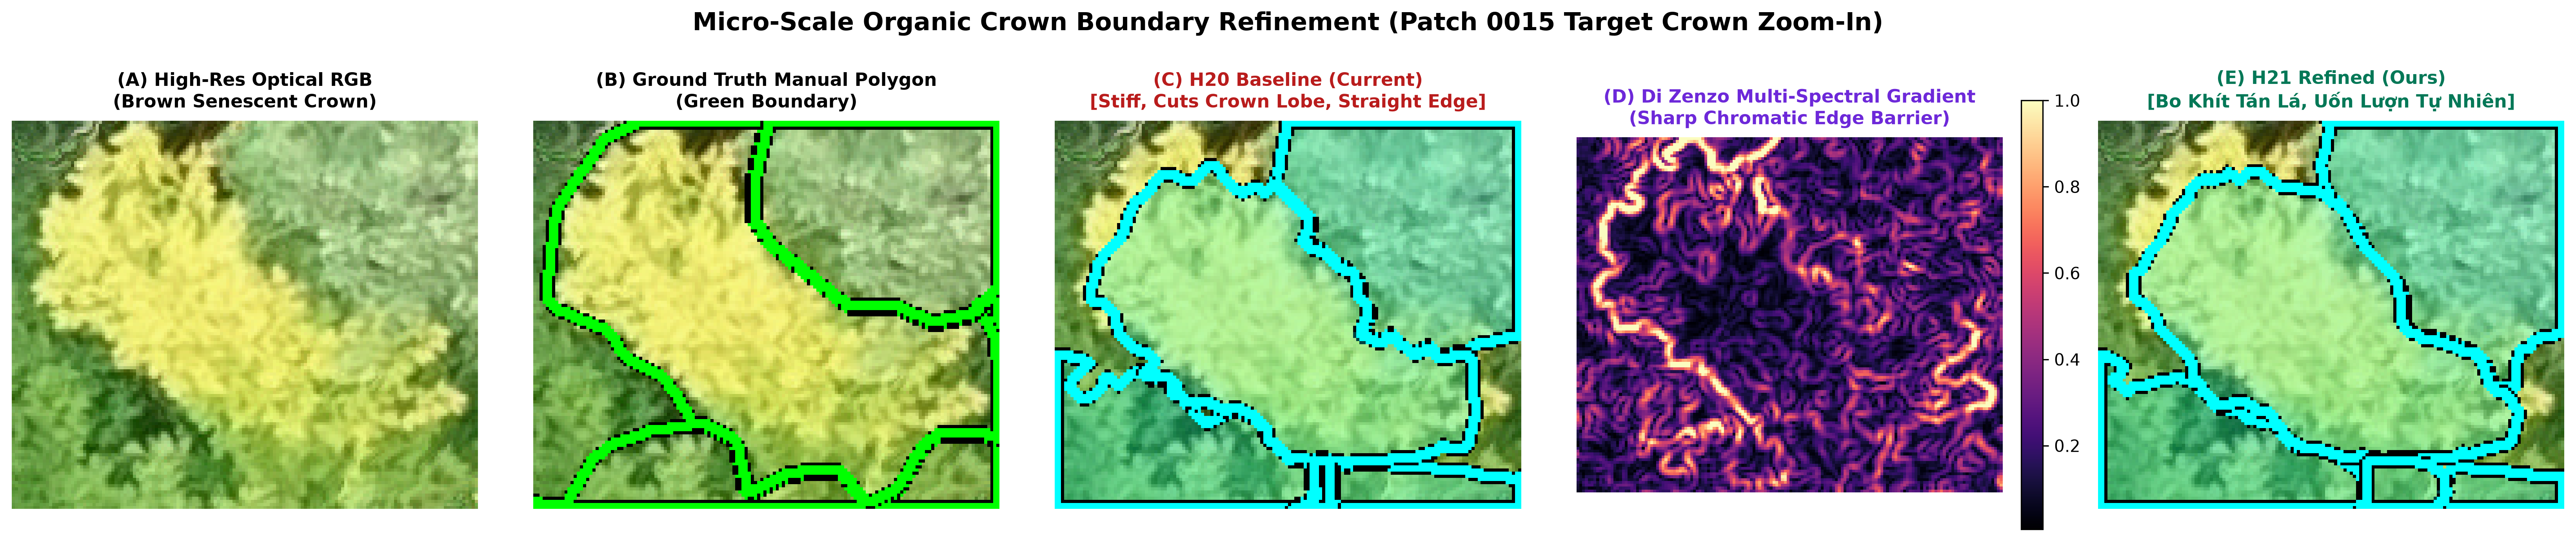 Micro-Scale Organic Crown Boundary Refinement (Patch 0015 Target Crown Zoom-In)
(A) High-Res Optical RGB
(Brown Senescent Crown)
(B) Ground Truth Manual Polygon
(Green Boundary)
(C) H20 Baseline (Current)
[Stiff, Cuts Crown Lobe, Straight Edge]
(D) Di Zenzo Multi-Spectral Gradient
(Sharp Chromatic Edge Barrier)
1.0
0.8
0.6
0.4
0.2
(E) H21 Refined (Ours)
[Bo Khít Tán Lá, Uốn Lượn Tự Nhiên]